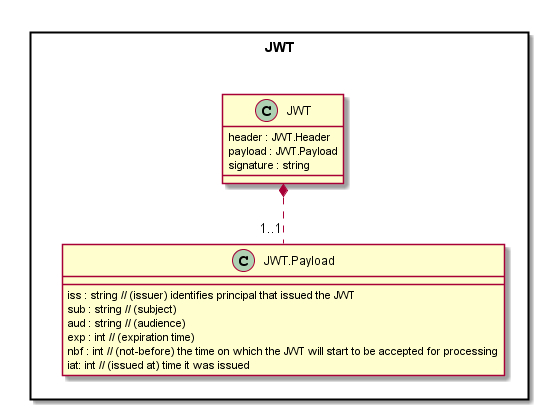 JWT
C JWT
header : JWT.Header
payload : JWT.Payload
signature : string
1..1
C JWT.Payload
iss : string // (issuer) identifies principal that issued the JWT
sub : string // (subject)
aud : string // (audience)
exp : int // (expiration time)
nbf : int // (not-before) the time on which the JWT will start to be accepted for processing
iat: int // (issued at) time it was issued